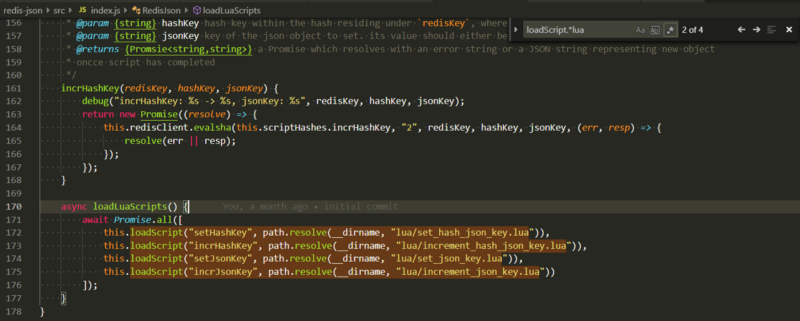 redis-json > src > JS index.js > RedisJson > loadLuaScripts
loadScript.*lua
Aa Ab| .* 2 of 4
156 * @param {string} hashKey hash key within the hash residing under `redisKey`, where
157 * @param {string} jsonKey key of the json object to set. its value should either be
158 * @returns {Promsie<string,string>} a Promise which resolves with an error string or a JSON string representing new object
159 * oncce script has completed
160 */
161 incrHashKey(redisKey, hashKey, jsonKey) {
162 debug("incrHashKey: %s -> %s, jsonKey: %s", redisKey, hashKey, jsonKey);
163 return new Promise((resolve) => {
164 this.redisClient.evalsha(this.scriptHashes.incrHashKey, "2", redisKey, hashKey, jsonKey, (err, resp) => {
165 resolve(err || resp);
166 });
167 });
168 }
169
170 async loadLuaScripts() { You, a month ago • initial commit
171 await Promise.all([
172 this.loadScript("setHashKey", path.resolve(__dirname, "lua/set_hash_json_key.lua")),
173 this.loadScript("incrHashKey", path.resolve(__dirname, "lua/increment_hash_json_key.lua")),
174 this.loadScript("setJsonKey", path.resolve(__dirname, "lua/set_json_key.lua")),
175 this.loadScript("incrJsonKey", path.resolve(__dirname, "lua/increment_json_key.lua"))
176 ]);
177 }
178 }